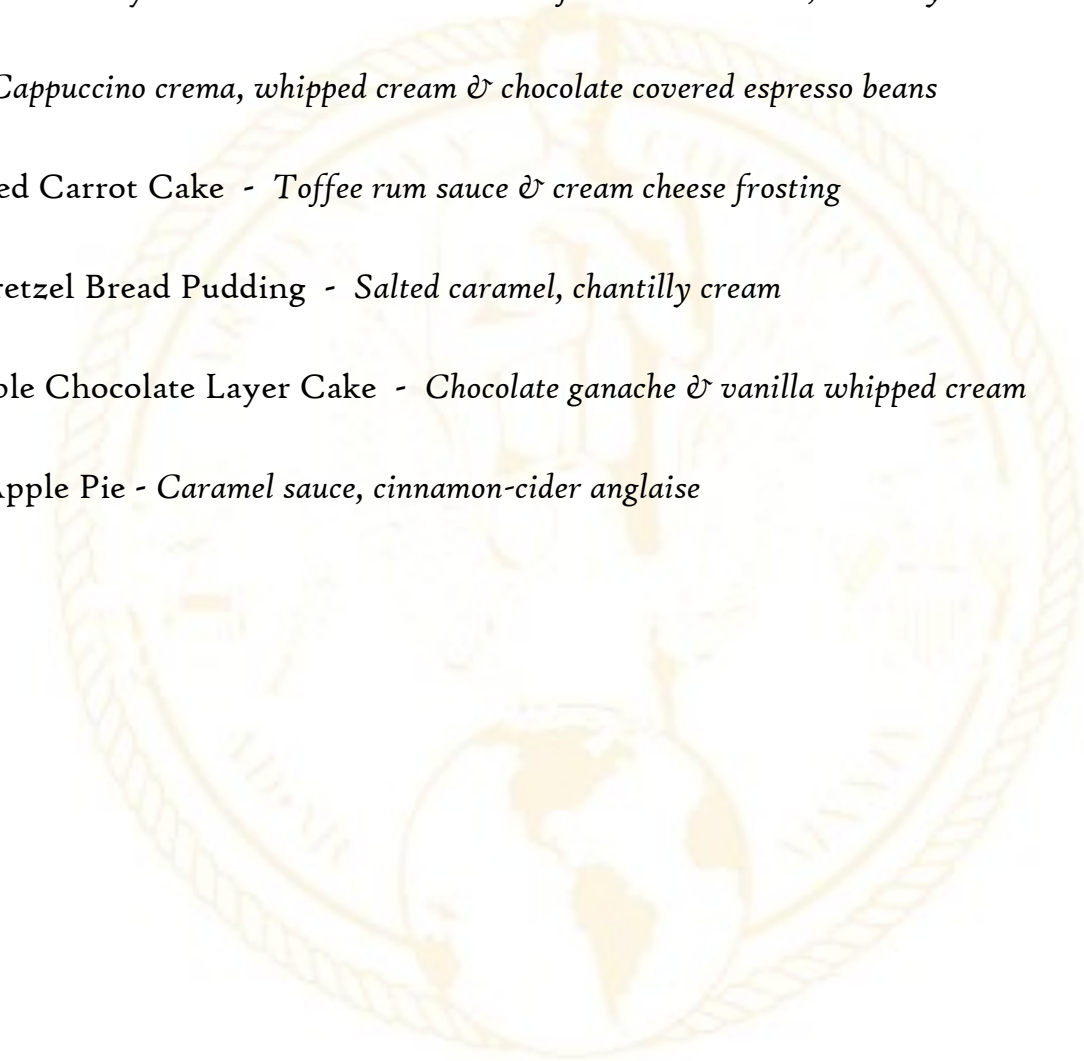 Cappuccino crema, whipped cream & chocolate covered espresso beans
ed Carrot Cake - Toffee rum sauce & cream cheese frosting
retzel Bread Pudding - Salted caramel, chantilly cream
ble Chocolate Layer Cake - Chocolate ganache & vanilla whipped cream
Apple Pie - Caramel sauce, cinnamon-cider anglaise